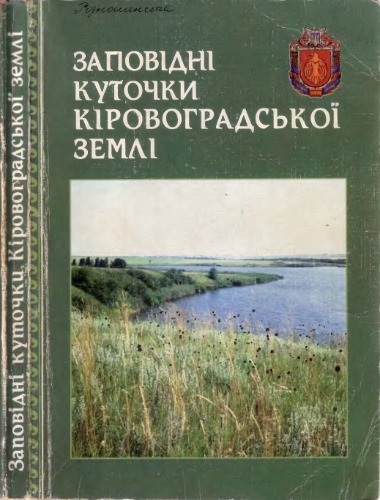 ЗАПОВІДНІ
КУТОЧКИ
КІРОВОГРАДСЬКОЇ
ЗЕМЛІ
Заповідні куточки Кіровоградської землі